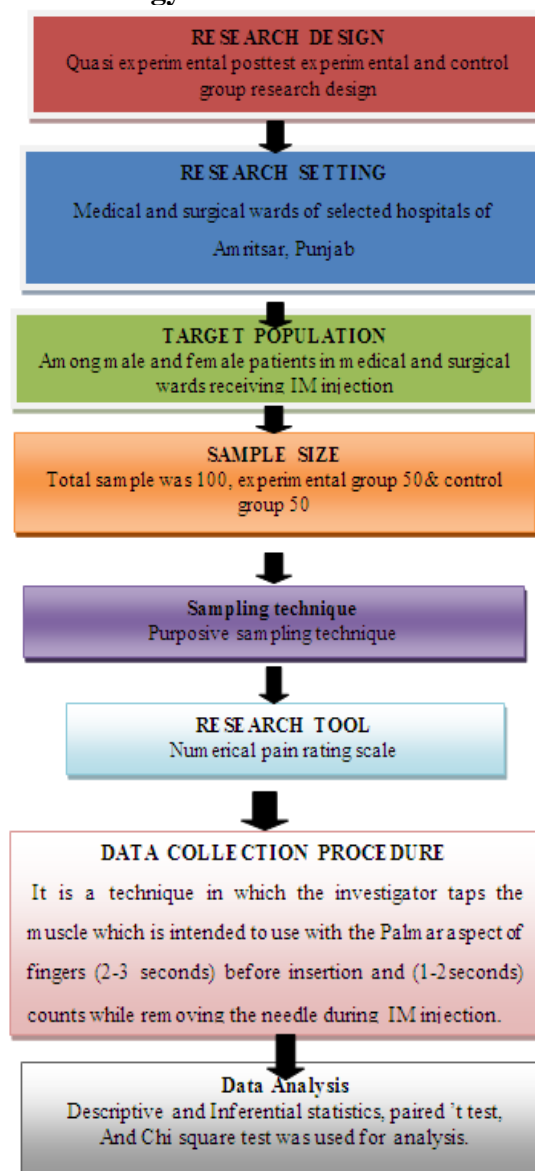 RESEARCH DESIGN
Quasi experimental posttest experimental and control
group research design
RESEARCH SETTING
Medical and surgical wards of selected hospitals of
Amritsar, Punjab
TARGET POPULATION
Among male and female patients in medical and surgical
wards receiving IM injection
SAMPLE SIZE
Total sample was 100, experimental group 50& control
group 50
Sampling technique
Purposive sampling technique
RESEARCH TOOL
Numerical pain rating scale
DATA COLLECTION PROCEDURE
It is a technique in which the investigator taps the
muscle which is intended to use with the Palmar aspect of
fingers (2-3 seconds) before insertion and (1-2seconds)
counts while removing the needle during IM injection.
Data Analysis
Descriptive and Inferential statistics, paired 't test,
And Chi square test was used for analysis.